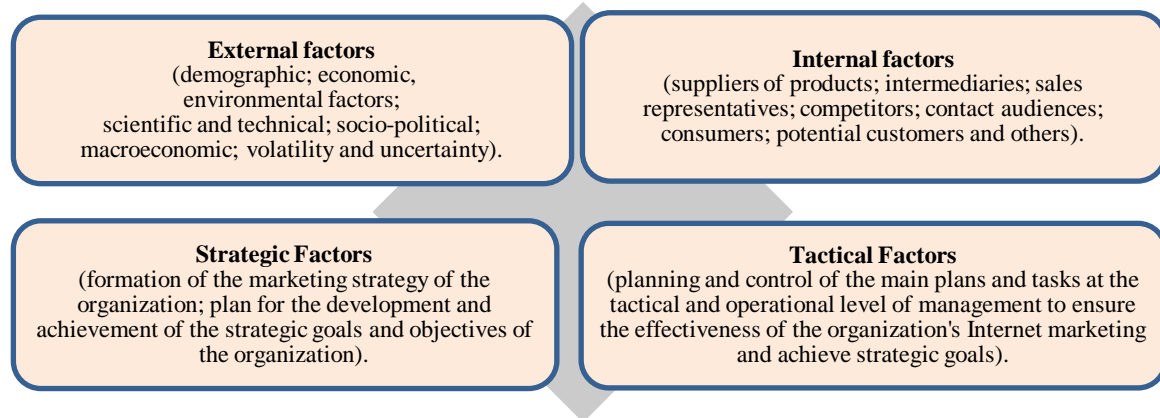 External factors
(demographic; economic,
environmental factors;
scientific and technical; socio-political;
macroeconomic; volatility and uncertainty).
Internal factors
(suppliers of products; intermediaries; sales
representatives; competitors; contact audiences;
consumers; potential customers and others).
Strategic Factors
(formation of the marketing strategy of the
organization; plan for the development and
achievement of the strategic goals and objectives of
the organization).
Tactical Factors
(planning and control of the main plans and tasks at the
tactical and operational level of management to ensure
the effectiveness of the organization's Internet marketing
and achieve strategic goals).